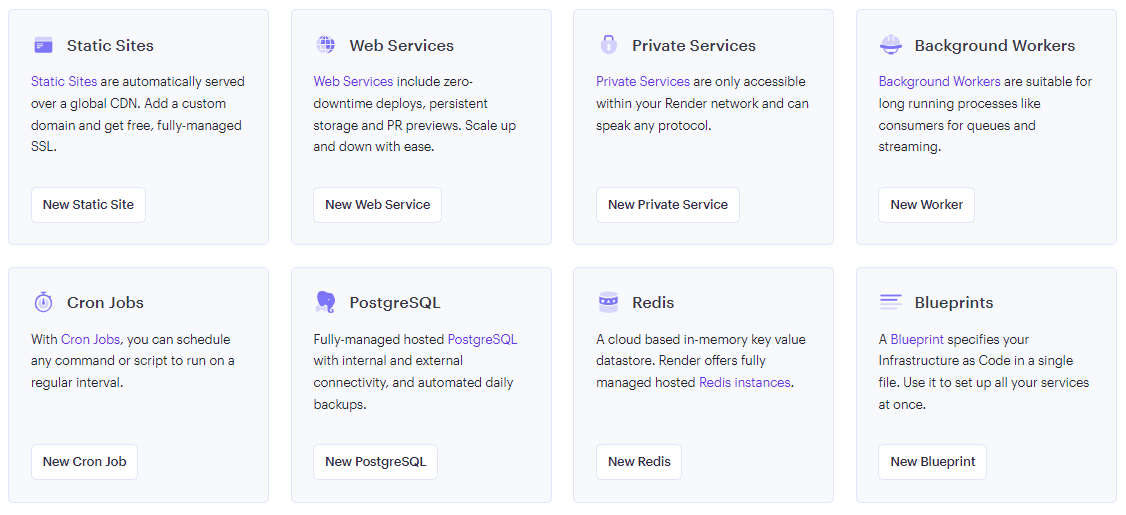 Static Sites
Static Sites are automatically served
over a global CDN. Add a custom
domain and get free, fully-managed
SSL.
New Static Site
Web Services
Web Services include zero-
downtime deploys, persistent
storage and PR previews. Scale up
and down with ease.
New Web Service
Private Services
Private Services are only accessible
within your Render network and can
speak any protocol.
New Private Service
Background Workers
Background Workers are suitable for
long running processes like
consumers for queues and
streaming.
New Worker
Cron Jobs
With Cron Jobs, you can schedule
any command or script to run on a
regular interval.
New Cron Job
PostgreSQL
Fully-managed hosted PostgreSQL
with internal and external
connectivity, and automated daily
backups.
New PostgreSQL
Redis
A cloud based in-memory key value
datastore. Render offers fully
managed hosted Redis instances.
New Redis
Blueprints
A Blueprint specifies your
Infrastructure as Code in a single
file. Use it to set up all your services
at once.
New Blueprint